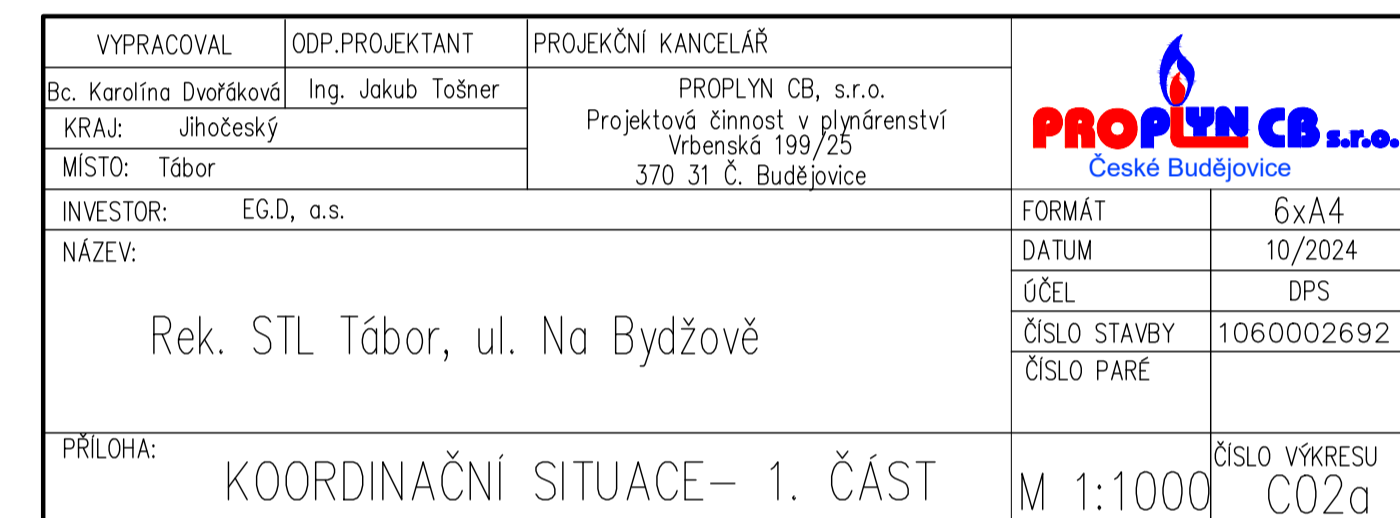 VYPRACOVAL
ODP.PROJEKTANT
PROJEKČNÍ KANCELÁŘ
Bc. Karolína Dvořáková
Ing. Jakub Tošner
PROPLYN CB, s.r.o.
Projektová činnost v plynárenství
Vrbenská 199/25
370 31 Č. Budějovice
KRAJ: Jihočeský
MÍSTO: Tábor
PROPLYN CB s.r.o.
České Budějovice
INVESTOR: EG.D, a.s.
FORMÁT 6xA4
NÁZEV:
Rek. STL Tábor, ul. Na Bydžově
DATUM 10/2024
ÚČEL DPS
ČÍSLO STAVBY 1060002692
ČÍSLO PARÉ
PŘÍLOHA:
KOORDINAČNÍ SITUACE– 1. ČÁST
M 1:1000
ČÍSLO VÝKRESU
C02a